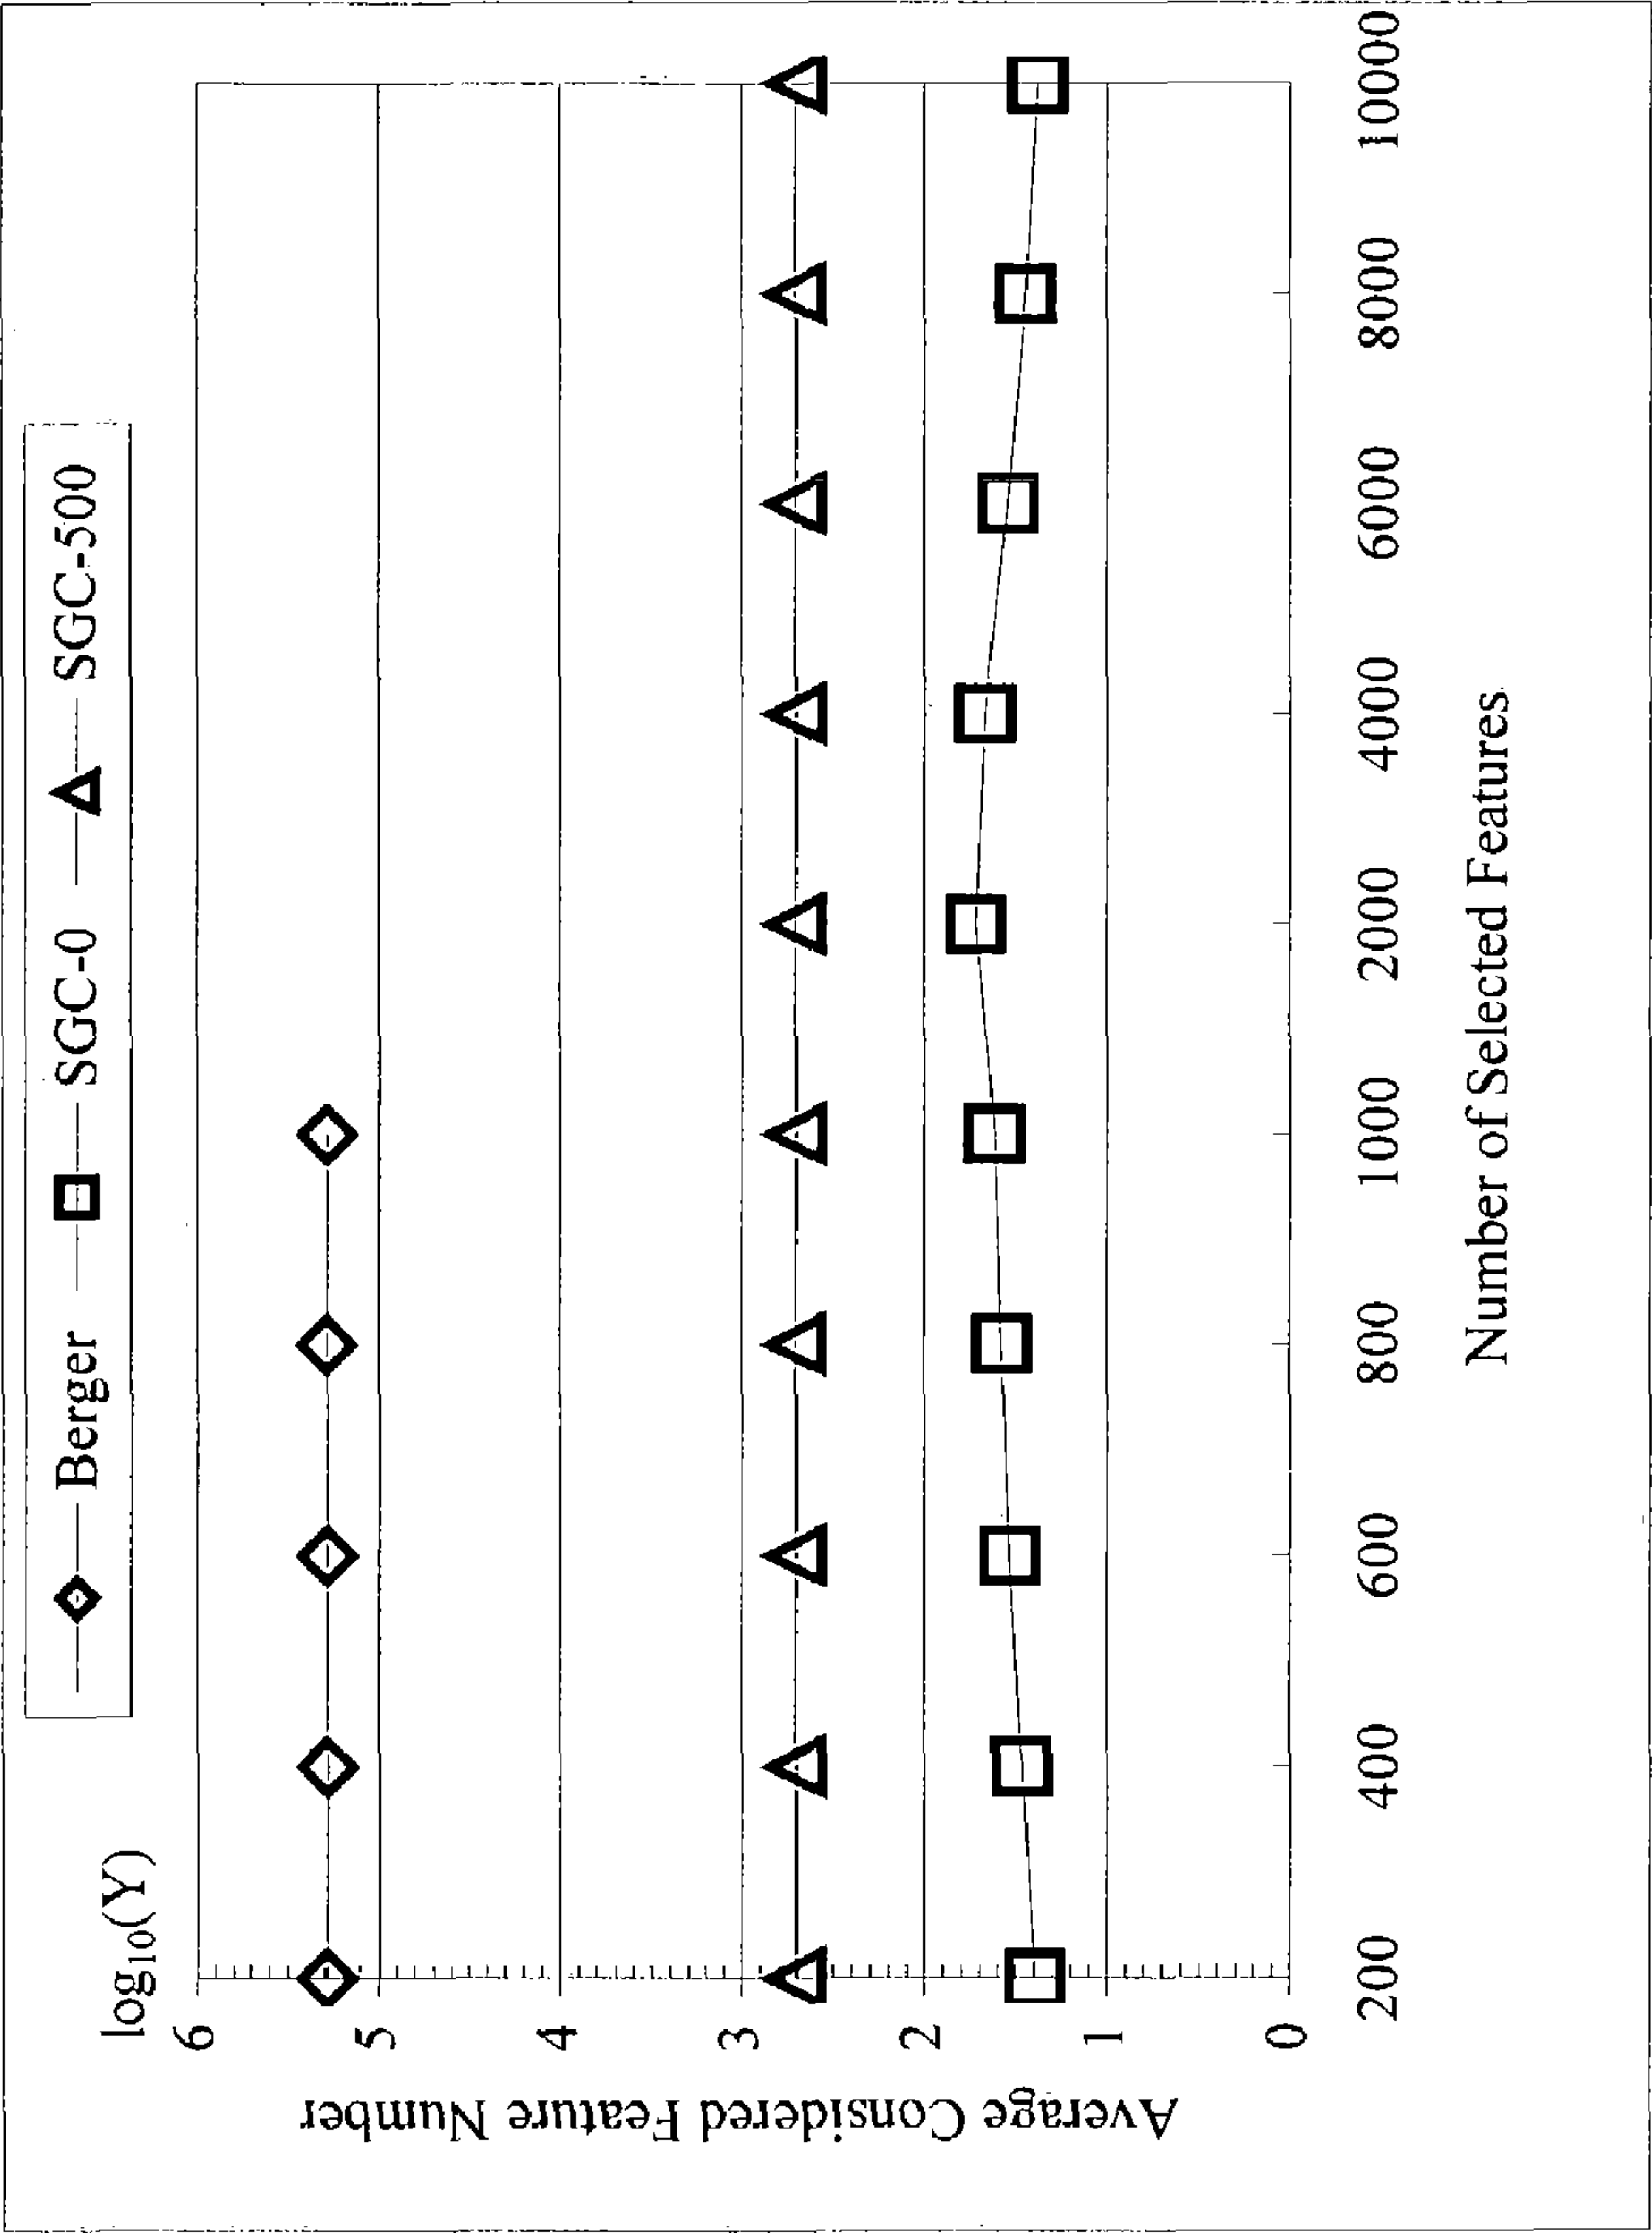 Berger SGC-0 SGC-500
log₁₀(Y)
6
5
4
3
2
1
0
Average Considered Feature Number
200 400 600 800 1000 2000 4000 6000 8000 10000
Number of Selected Features